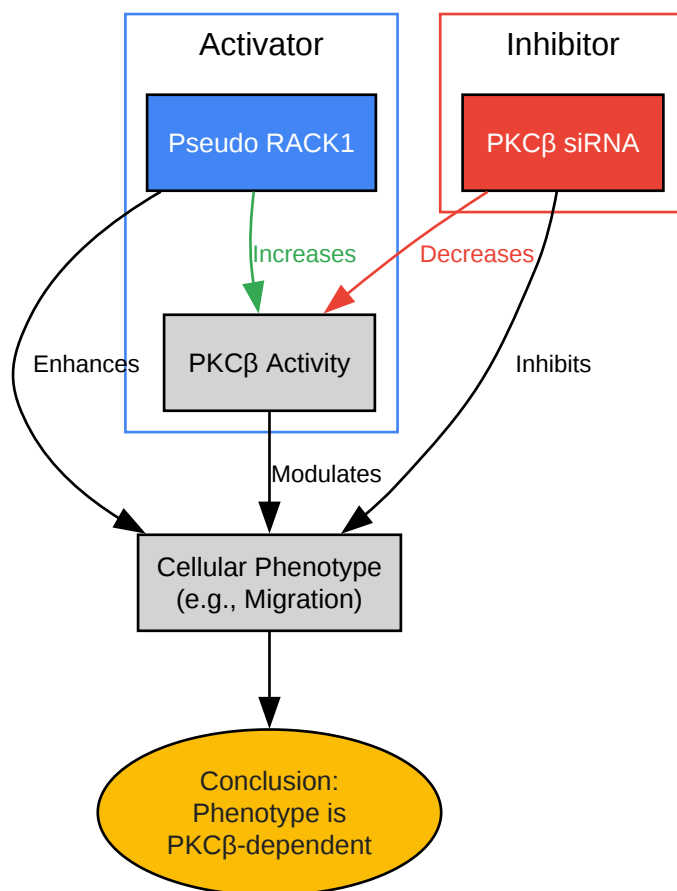 Activator
Inhibitor
Pseudo RACK1
PKCβ siRNA
Increases
Decreases
Enhances
PKCβ Activity
Inhibits
Modulates
Cellular Phenotype
(e.g., Migration)
Conclusion:
Phenotype is
PKCβ-dependent